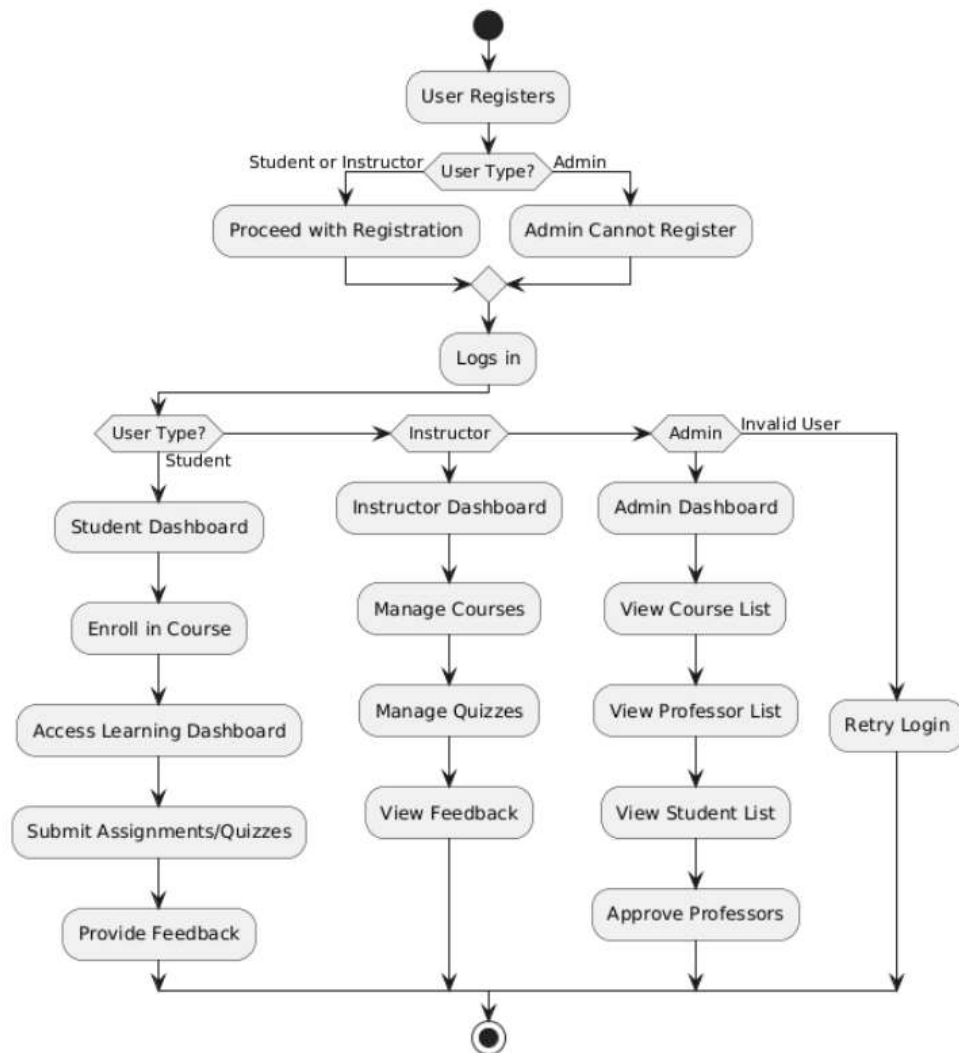 User Registers
Student or Instructor
User Type?
Admin
Proceed with Registration
Admin Cannot Register
Logs in
User Type?
Instructor
Admin
Invalid User
Student
Student Dashboard
Instructor Dashboard
Admin Dashboard
Enroll in Course
Manage Courses
View Course List
Access Learning Dashboard
Manage Quizzes
View Professor List
Retry Login
Submit Assignments/Quizzes
View Feedback
View Student List
Provide Feedback
Approve Professors